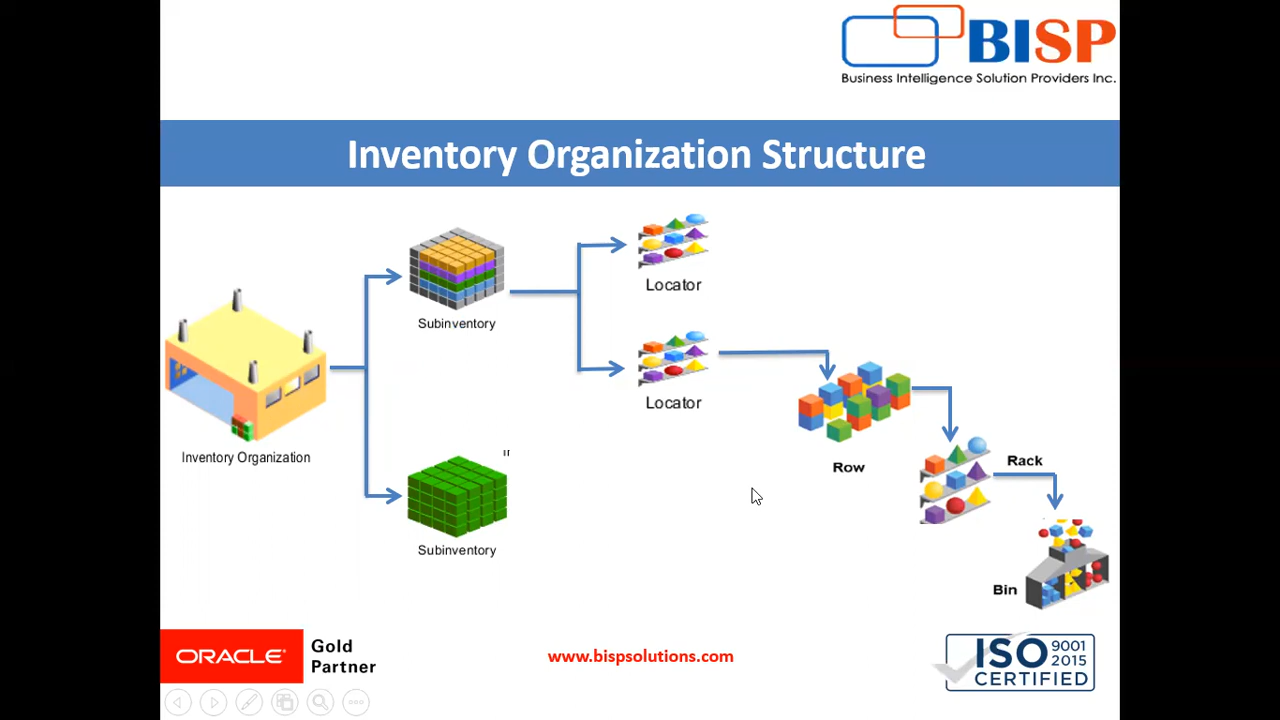 BISP
Business Intelligence Solution Providers Inc.
Inventory Organization Structure
Locator
Subinventory
Locator
Inventory Organization
Row
Rack
Subinventory
Bin
ORACLE
Gold
Partner
www.bispsolutions.com
ISO 9001
2015
CERTIFIED